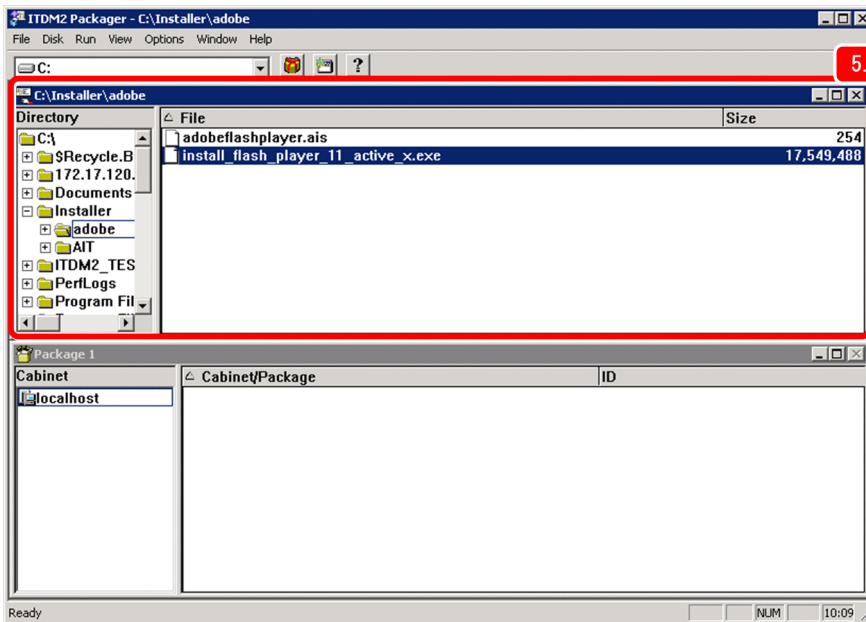 ITDM2 Packager - C:\Installer\adobe
File Disk Run View Options Window Help
C:
?
5.
C:\Installer\adobe
Directory File Size
C:\
$Recycle.B
172.17.120.
Documents
Installer
adobe
AIT
ITDM2_TES
PerfLogs
Program Fil
adobeflashplayer.ais 254
install_flash_player_11_active_x.exe 17,549,488
Package 1
Cabinet Cabinet/Package ID
localhost
Ready NUM 10:09